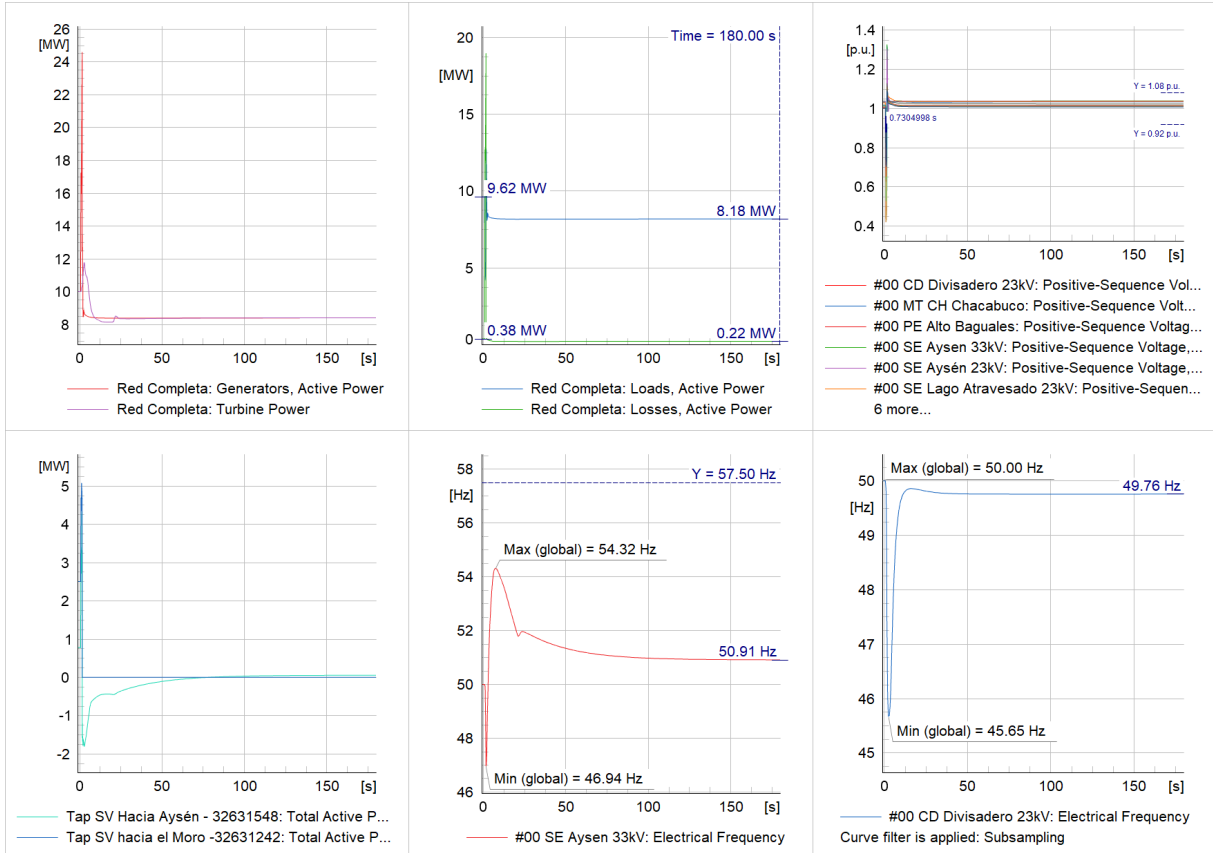 26
[MW]
24
22
20
18
16
14
12
10
8
0
50
100
150
[s]
Red Completa: Generators, Active Power
Red Completa: Turbine Power
20
[MW]
15
10
5
0
Time = 180.00 s
9.62 MW
8.18 MW
0.38 MW
0.22 MW
0
50
100
150
[s]
Red Completa: Loads, Active Power
Red Completa: Losses, Active Power
1.4
[p.u.]
1.2
1
0.8
0.6
0.4
Y = 1.08 p.u.
0.7304998 s
Y = 0.92 p.u.
0
50
100
150
[s]
#00 CD Divisadero 23kV: Positive-Sequence Vol...
#00 MT CH Chacabuco: Positive-Sequence Volt...
#00 PE Alto Baguales: Positive-Sequence Voltag...
#00 SE Aysen 33kV: Positive-Sequence Voltage,...
#00 SE Aysén 23kV: Positive-Sequence Voltage,...
#00 SE Lago Atravesado 23kV: Positive-Sequen...
6 more...
[MW]
5
4
3
2
1
0
-1
-2
0
50
100
150
[s]
Tap SV Hacia Aysén - 32631548: Total Active P...
Tap SV hacia el Moro -32631242: Total Active P...
58
[Hz]
56
54
52
50
48
46
Y = 57.50 Hz
Max (global) = 54.32 Hz
50.91 Hz
Min (global) = 46.94 Hz
0
50
100
150
[s]
#00 SE Aysen 33kV: Electrical Frequency
50
[Hz]
49
48
47
46
45
Max (global) = 50.00 Hz
49.76 Hz
Min (global) = 45.65 Hz
0
50
100
150
[s]
#00 CD Divisadero 23kV: Electrical Frequency
Curve filter is applied: Subsampling